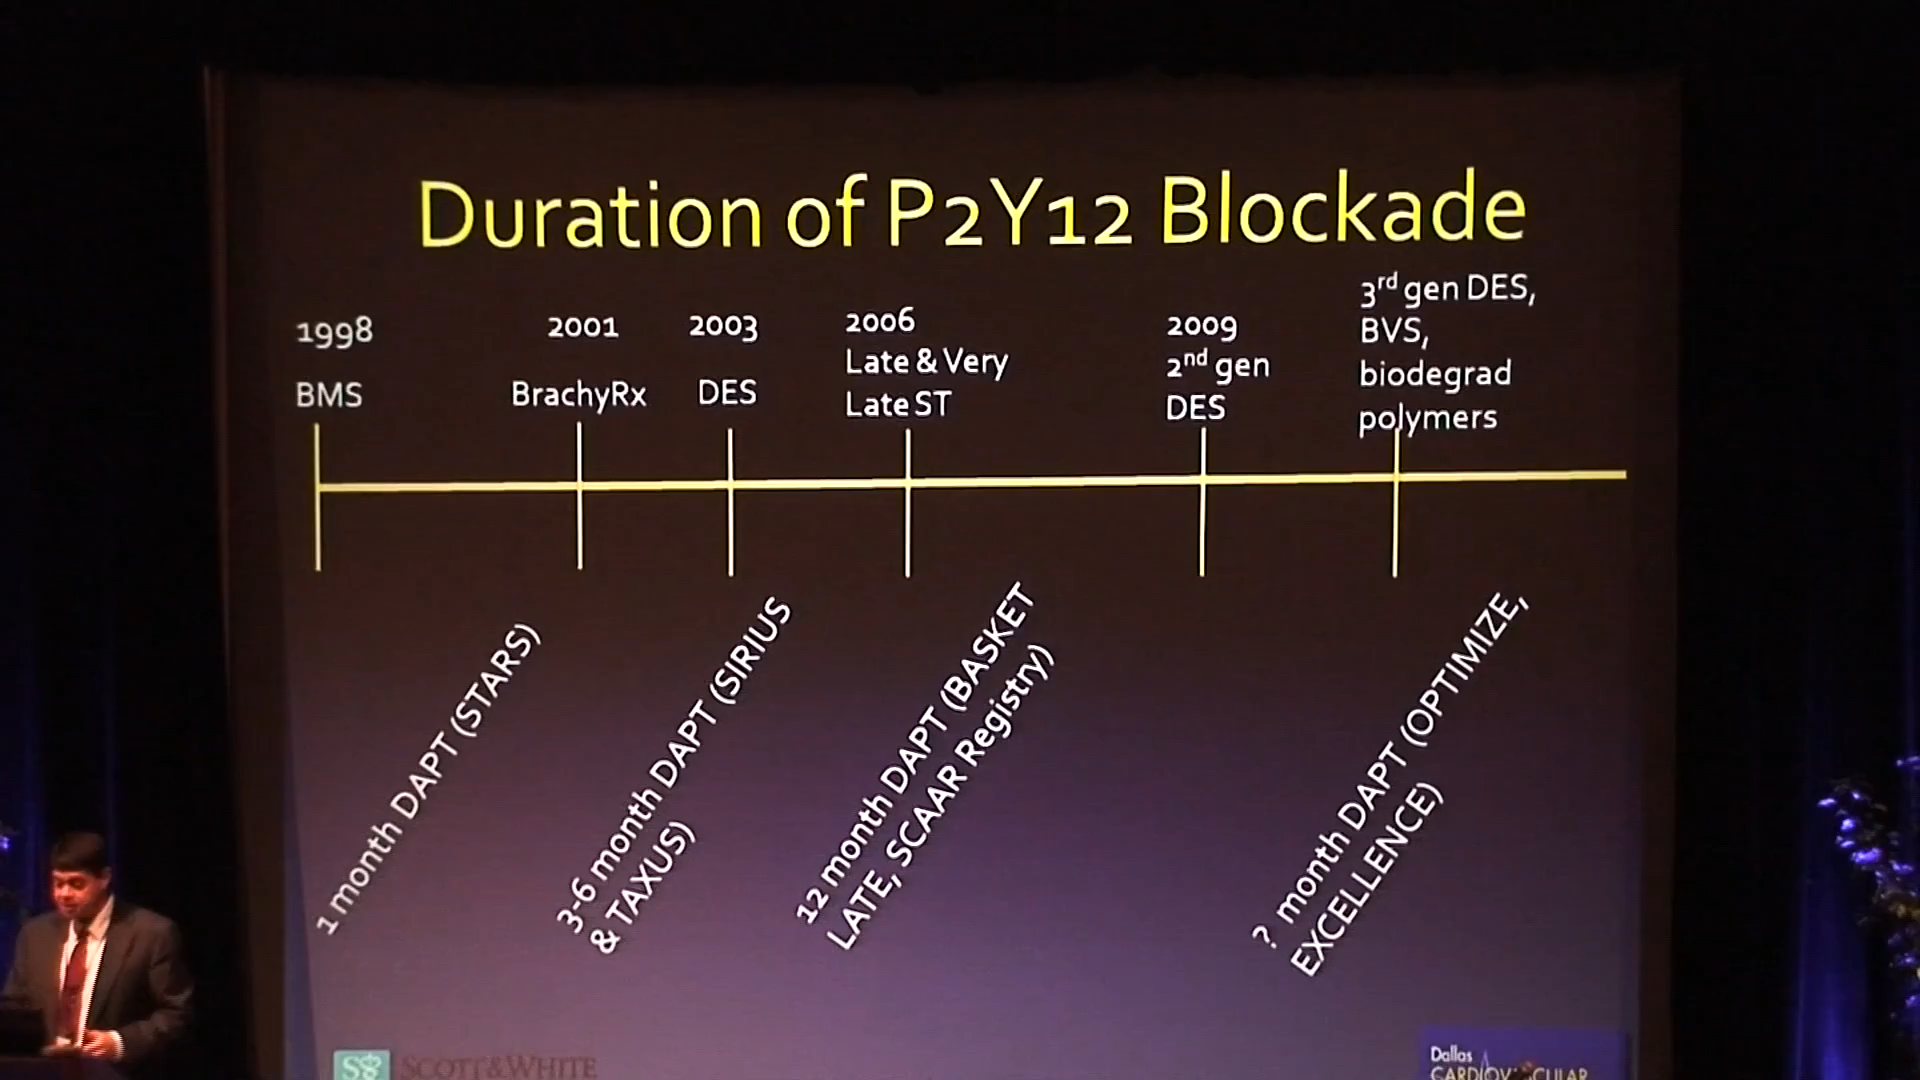 Duration of P2Y12 Blockade
1998
BMS
2001
BrachyRx
2003
DES
2006
Late & Very
Late ST
2009
2nd gen
DES
3rd gen DES,
BVS,
biodegrad
polymers
1 month DAPT (STARS)
3-6 month DAPT (SIRIUS
& TAXUS)
12 month DAPT (BASKET
LATE, SCAAR Registry)
? month DAPT (OPTIMIZE,
EXCELLENCE)
S&
SCOTT & WHITE
Dallas
CARDIOVASCULAR